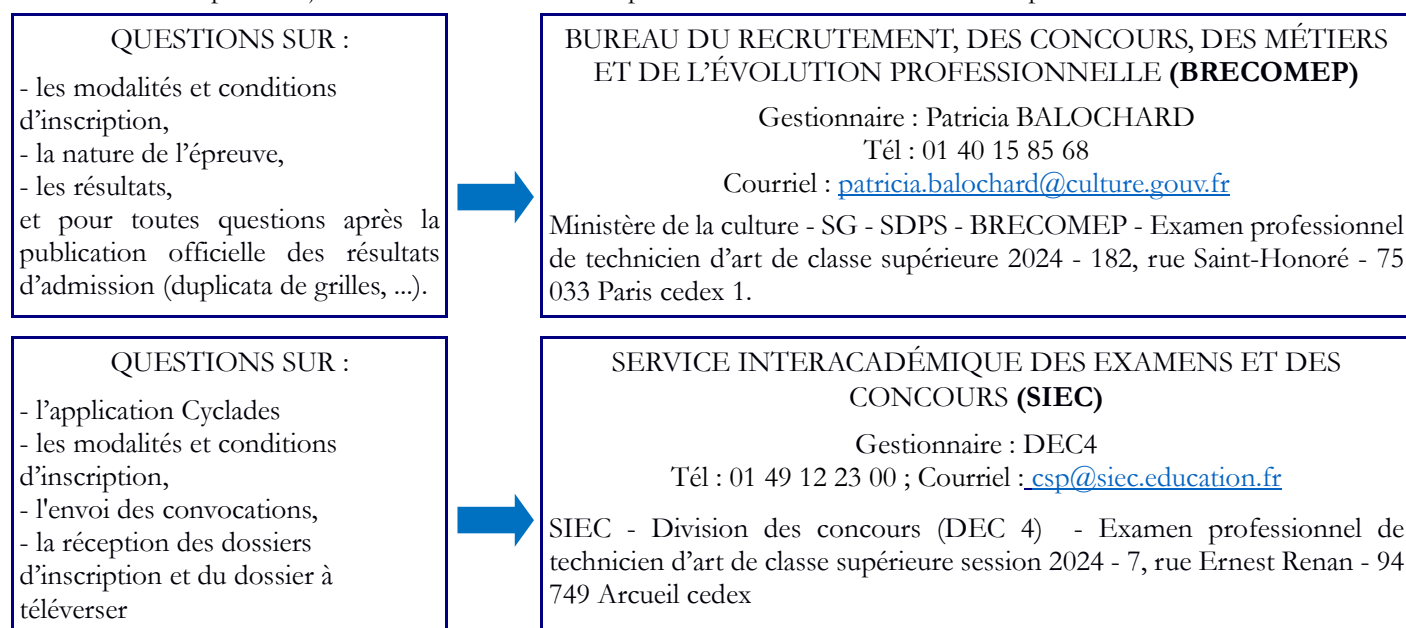 QUESTIONS SUR :
- les modalités et conditions
d’inscription,
- la nature de l’épreuve,
- les résultats,
et pour toutes questions après la
publication officielle des résultats
d’admission (duplicata de grilles, ...).
BUREAU DU RECRUTEMENT, DES CONCOURS, DES MÉTIERS
ET DE L’ÉVOLUTION PROFESSIONNELLE (BRECOMEP)
Gestionnaire : Patricia BALOCHARD
Tél : 01 40 15 85 68
Courriel : patricia.balochard@culture.gouv.fr
Ministère de la culture - SG - SDPS - BRECOMEP - Examen professionnel
de technicien d’art de classe supérieure 2024 - 182, rue Saint-Honoré - 75
033 Paris cedex 1.
QUESTIONS SUR :
- l’application Cyclades
- les modalités et conditions
d’inscription,
- l'envoi des convocations,
- la réception des dossiers
d’inscription et du dossier à
téléverser
SERVICE INTERACADÉMIQUE DES EXAMENS ET DES
CONCOURS (SIEC)
Gestionnaire : DEC4
Tél : 01 49 12 23 00 ; Courriel : csp@siec.education.fr
SIEC - Division des concours (DEC 4) - Examen professionnel de
technicien d’art de classe supérieure session 2024 - 7, rue Ernest Renan - 94
749 Arcueil cedex